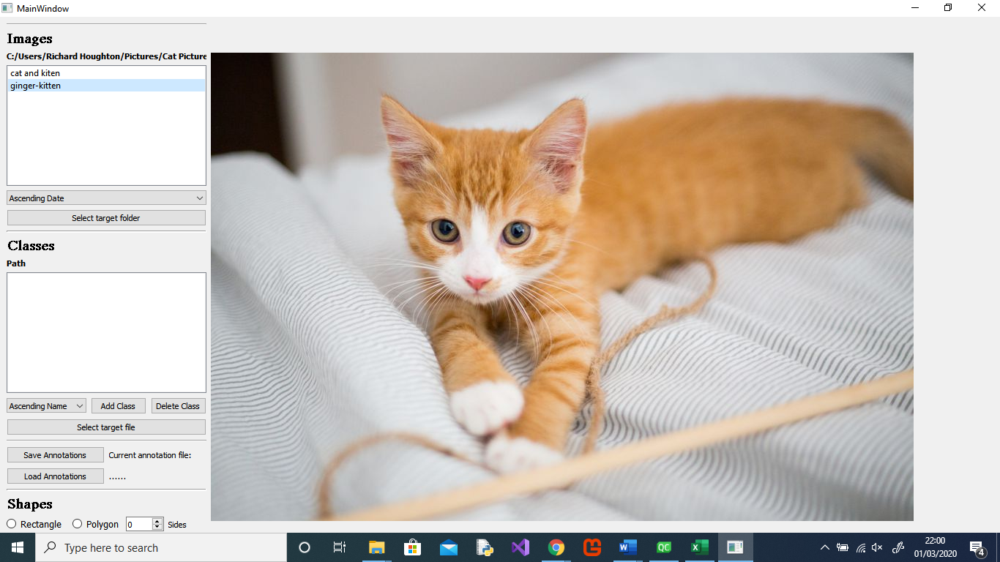 MainWindow
Images
C:/Users/Richard Houghton/Pictures/Cat Picture
cat and kiten
ginger-kitten
Ascending Date
Select target folder
Classes
Path
Ascending Name
Add Class
Delete Class
Select target file
Save Annotations
Current annotation file:
Load Annotations
......
Shapes
Rectangle
Polygon
0
Sides
Type here to search
QC
22:00
01/03/2020
4